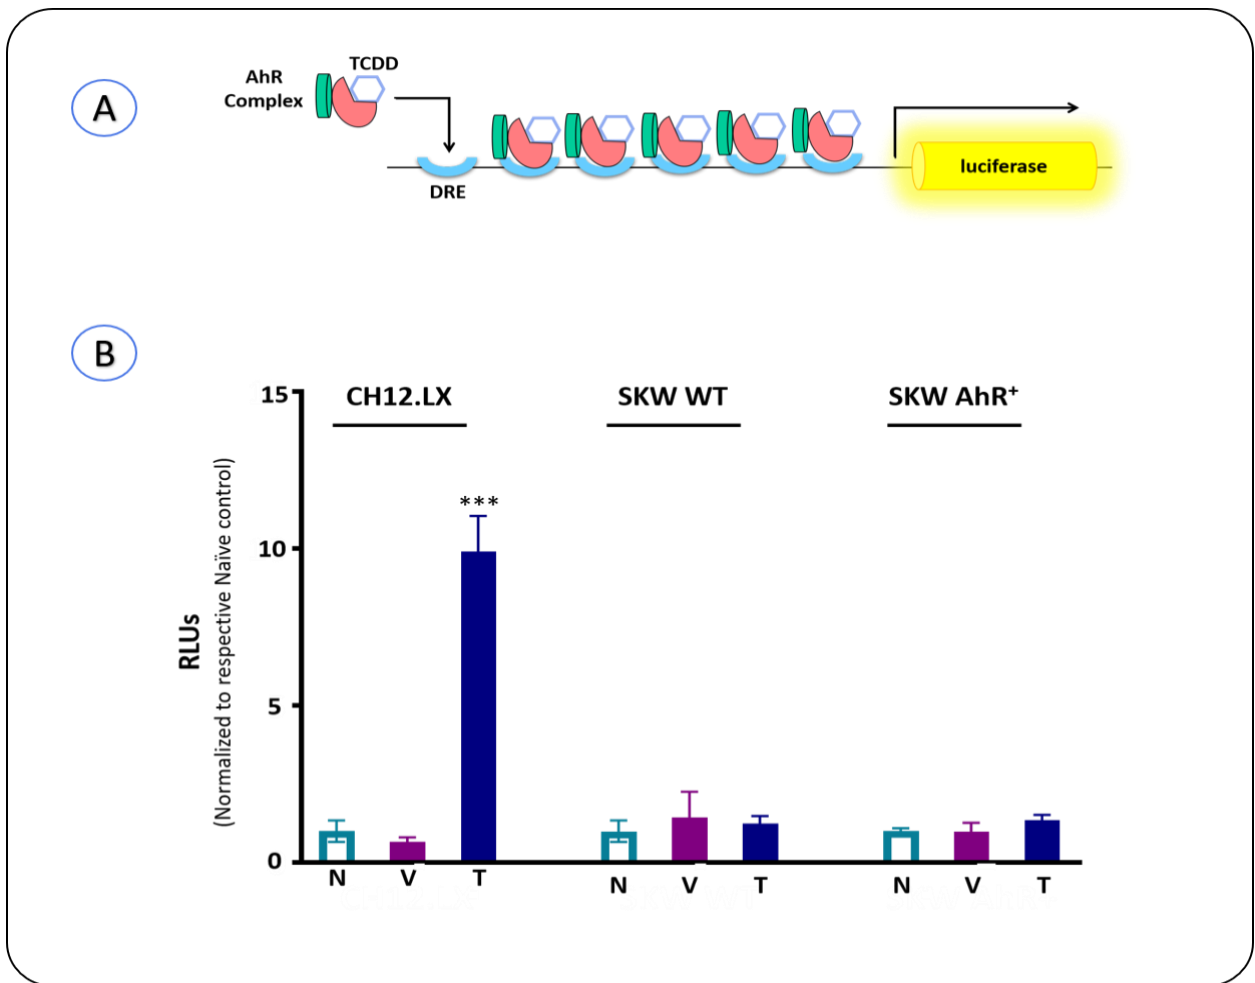 A
AhR
Complex
TCDD
DRE
luciferase
B
RLUs
(Normalized to respective Naïve control)
15
10
5
0
CH12.LX
SKW WT
SKW AhR⁺
***
N V T
N V T
N V T